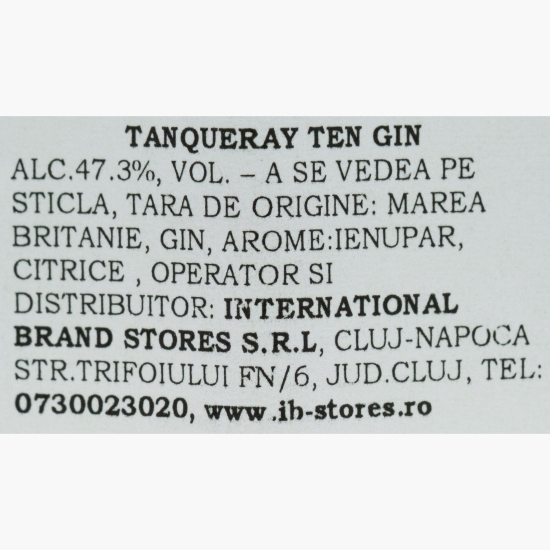 TANQUERAY TEN GIN
ALC.47.3%, VOL. – A SE VEDEA PE
STICLA, TARA DE ORIGINE: MAREA
BRITANIE, GIN, AROME:IENUPAR,
CITRICE , OPERATOR SI
DISTRIBUITOR: INTERNATIONAL
BRAND STORES S.R.L, CLUJ-NAPOCA
STR.TRIFOIULUI FN/6, JUD.CLUJ, TEL:
0730023020, www.ib-stores.ro